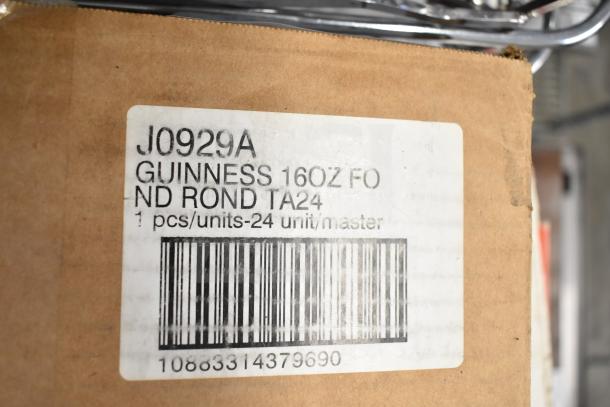 J0929A
GUINNESS 16OZ FO
ND ROND TA24
1 pcs/units-24 unit/master
10883314379690